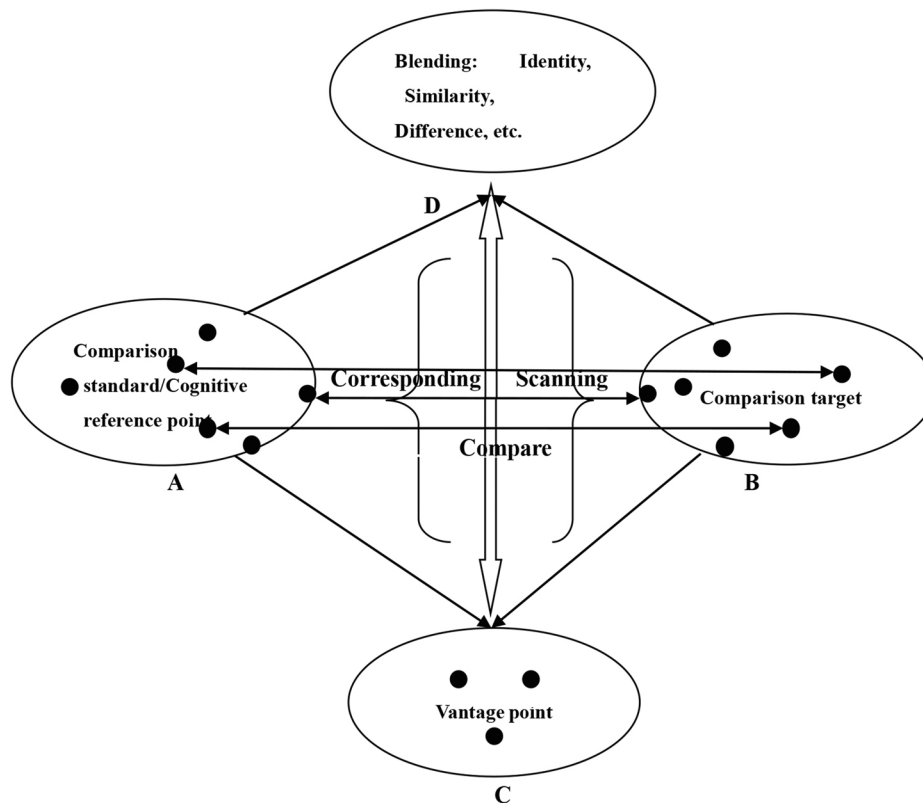 Blending: Identity,
Similarity,
Difference, etc.
D
Comparison
standard/Cognitive
reference point
A
Corresponding Scanning
Compare
Comparison target
B
Vantage point
C